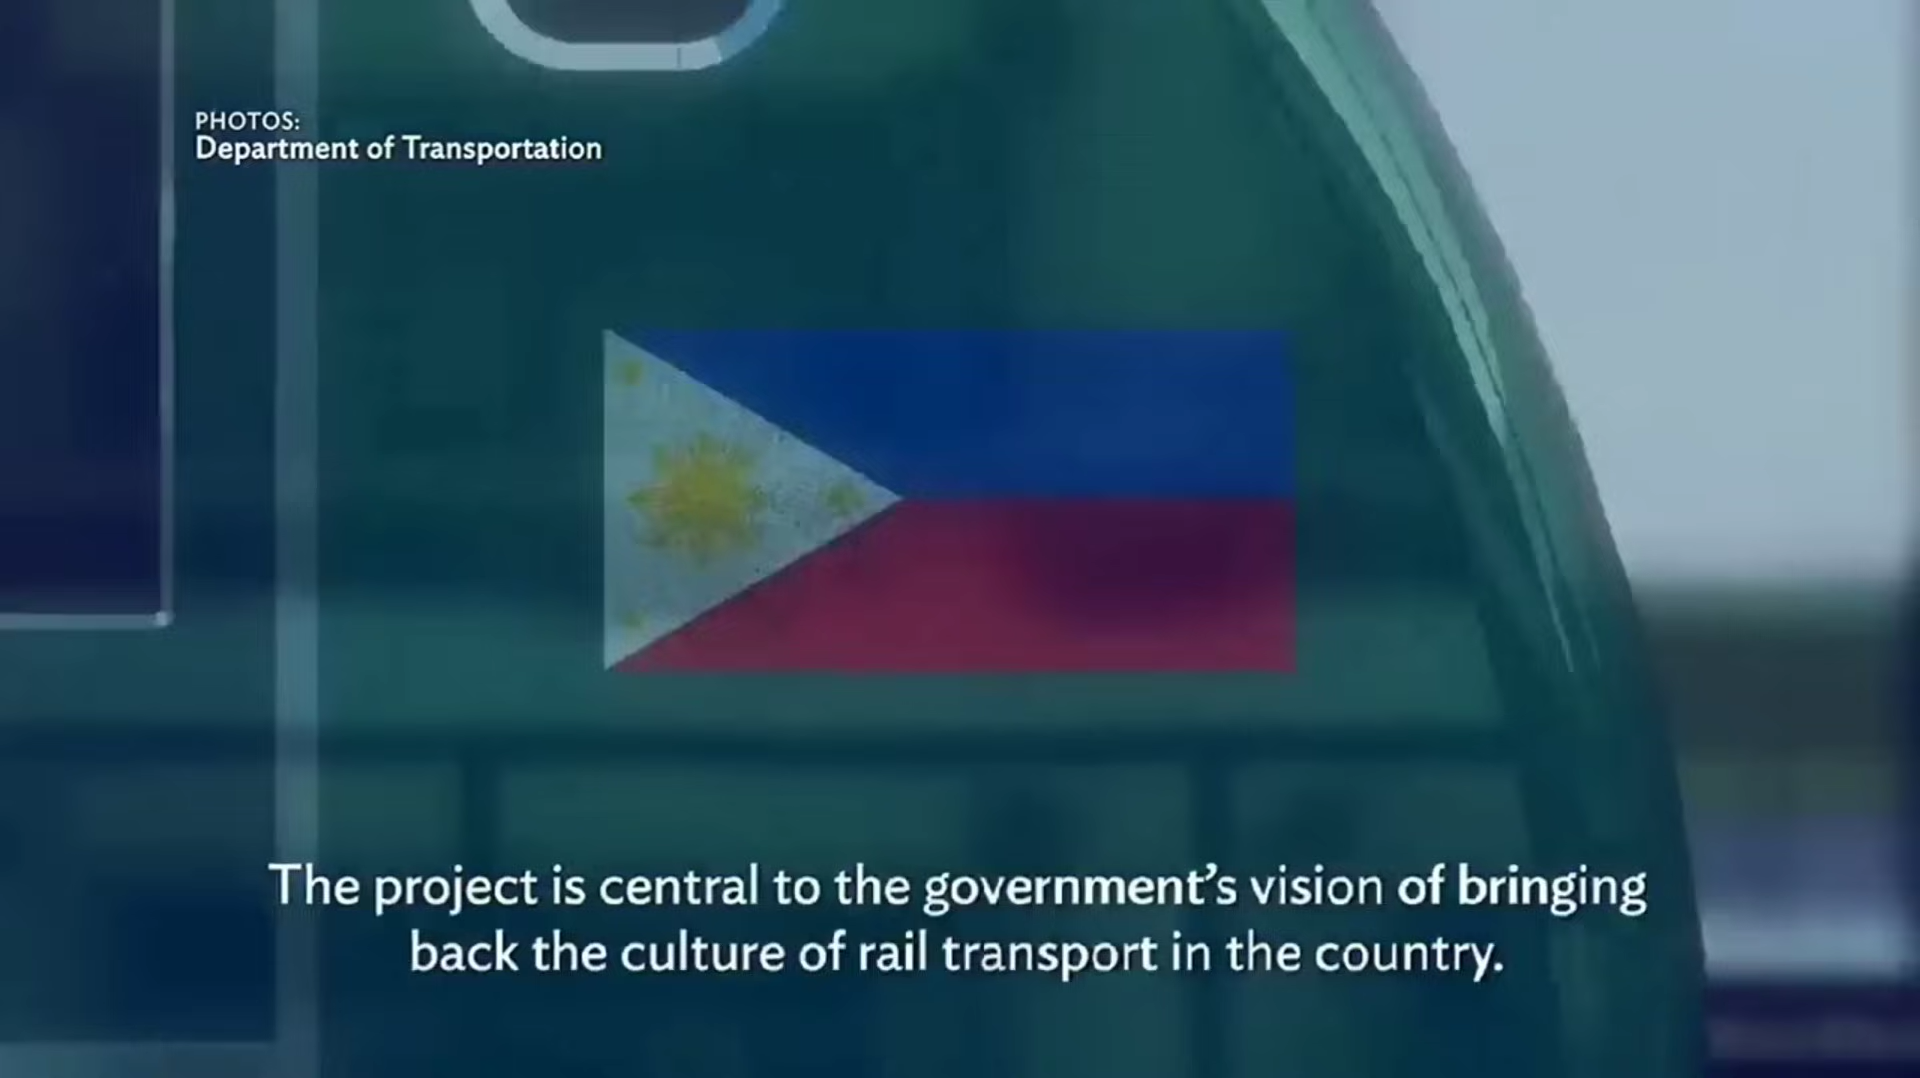 PHOTOS:
Department of Transportation
The project is central to the government’s vision of bringing
back the culture of rail transport in the country.